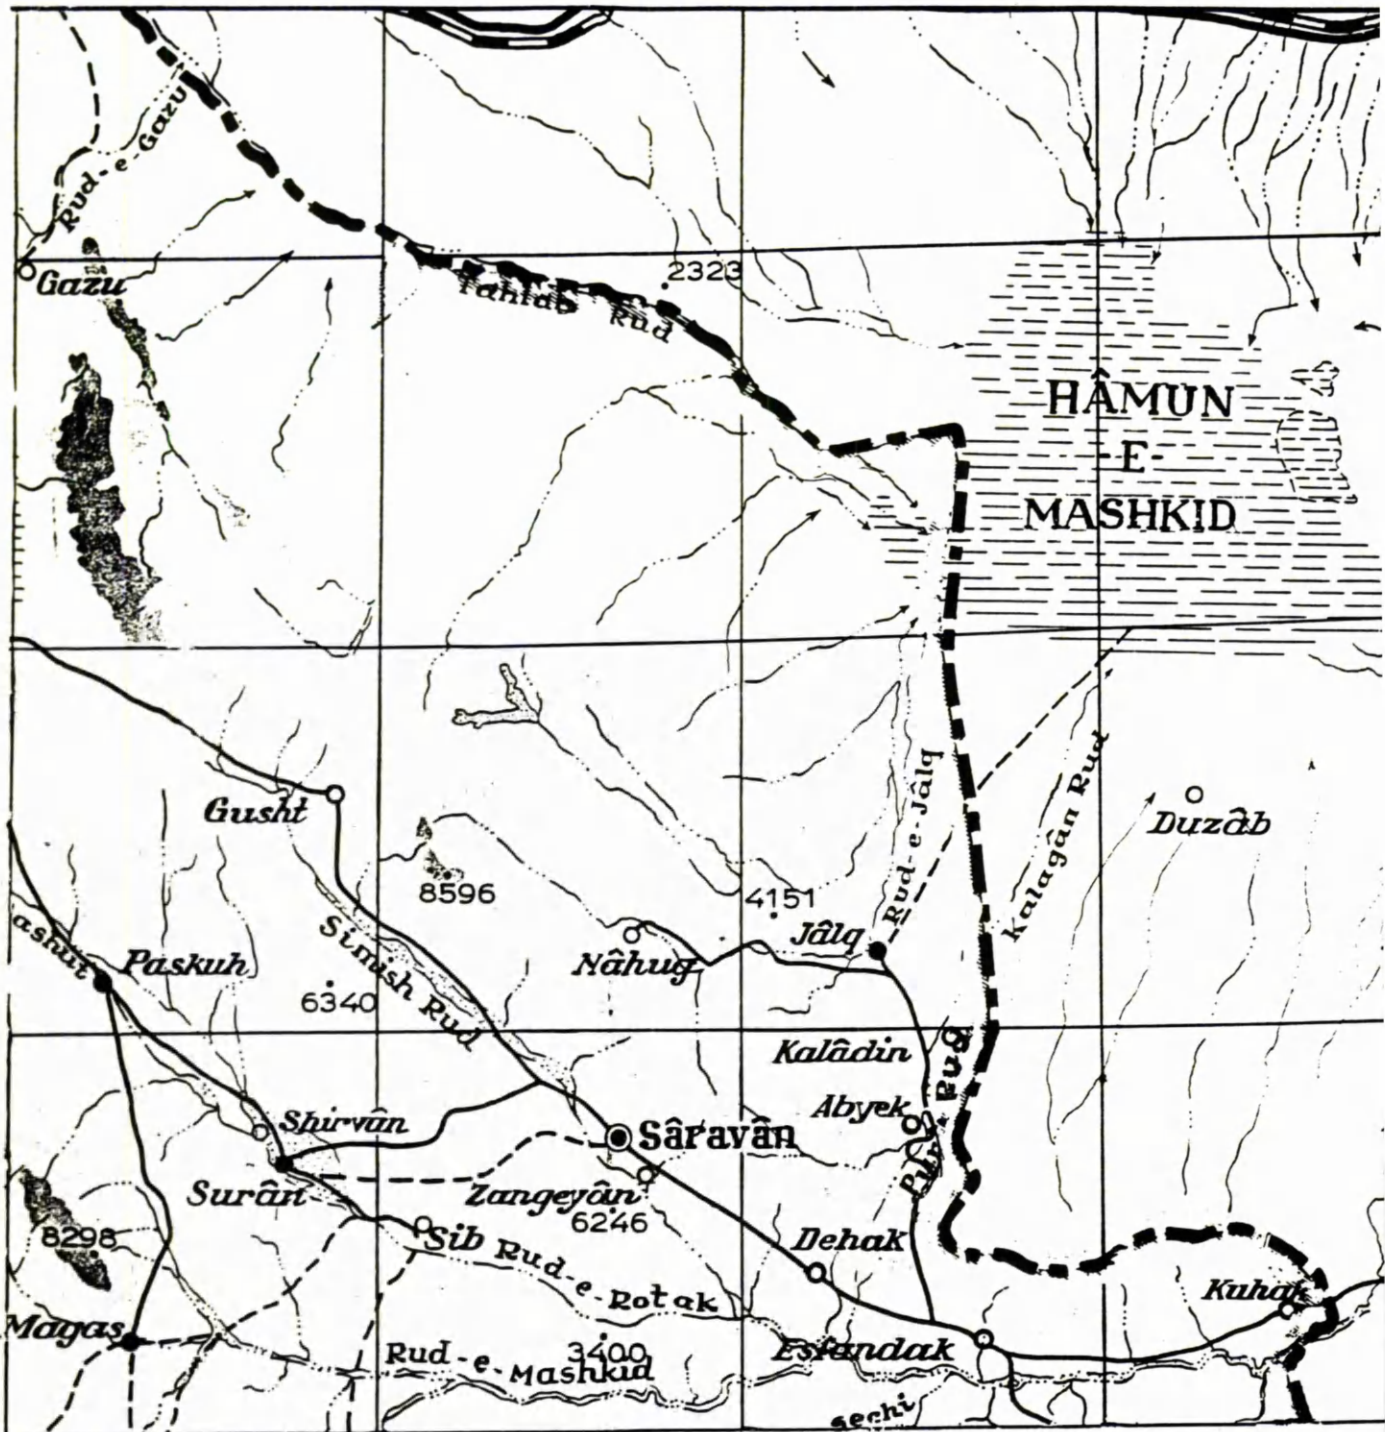 Rud-e-Gazu
Gazu
2323
Tahlab Rud
HÂMUN
-E-
MASHKID
Gusht
Rud-e-Jâlq
Kalagân Rud
Duzâb
8596
4151
Simish Rud
Jâlq
Nâhug
Paskuh
6340
Kalâdin
Rud
Abyek
Shirvân
Sâravân
Surân
Zangeyân
6246
8298
Sib
Rud-e-Rotak
Dehak
Kuhak
Magas
Rud-e-Mashkid
3400
Esfandak